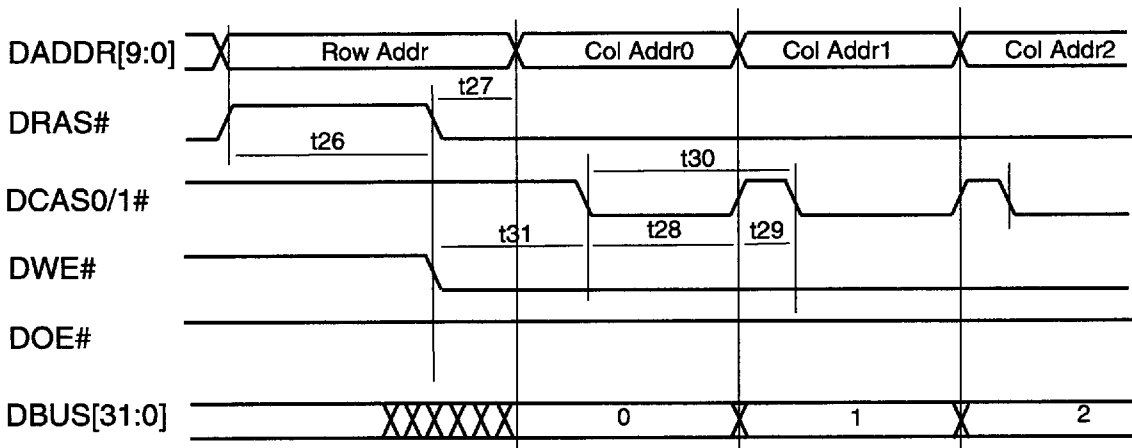 DADDR[9:0] Row Addr Col Addr0 Col Addr1 Col Addr2
t27
DRAS#
t26
t30
DCAS0/1#
t31 t28 t29
DWE#
DOE#
DBUS[31:0] 0 1 2